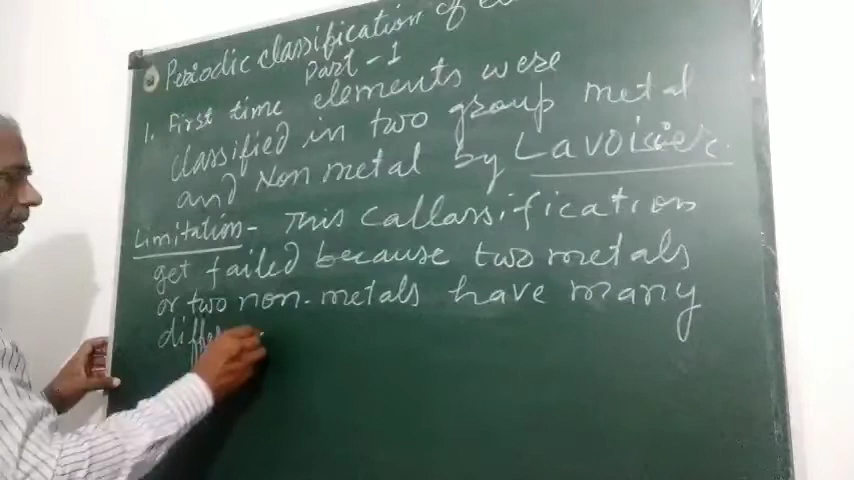 Periodic classification of
Part - 1
1. First time elements were
classified in two group metal
and Non metal by Lavoisier.
Limitation - This callassification
get failed because two metals
or two non-metals have many